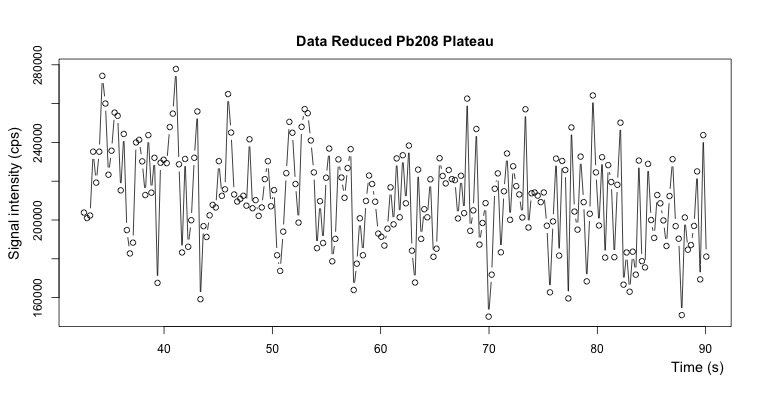 Data Reduced Pb208 Plateau
Signal intensity (cps)
280000
240000
200000
160000
40 50 60 70 80 90
Time (s)